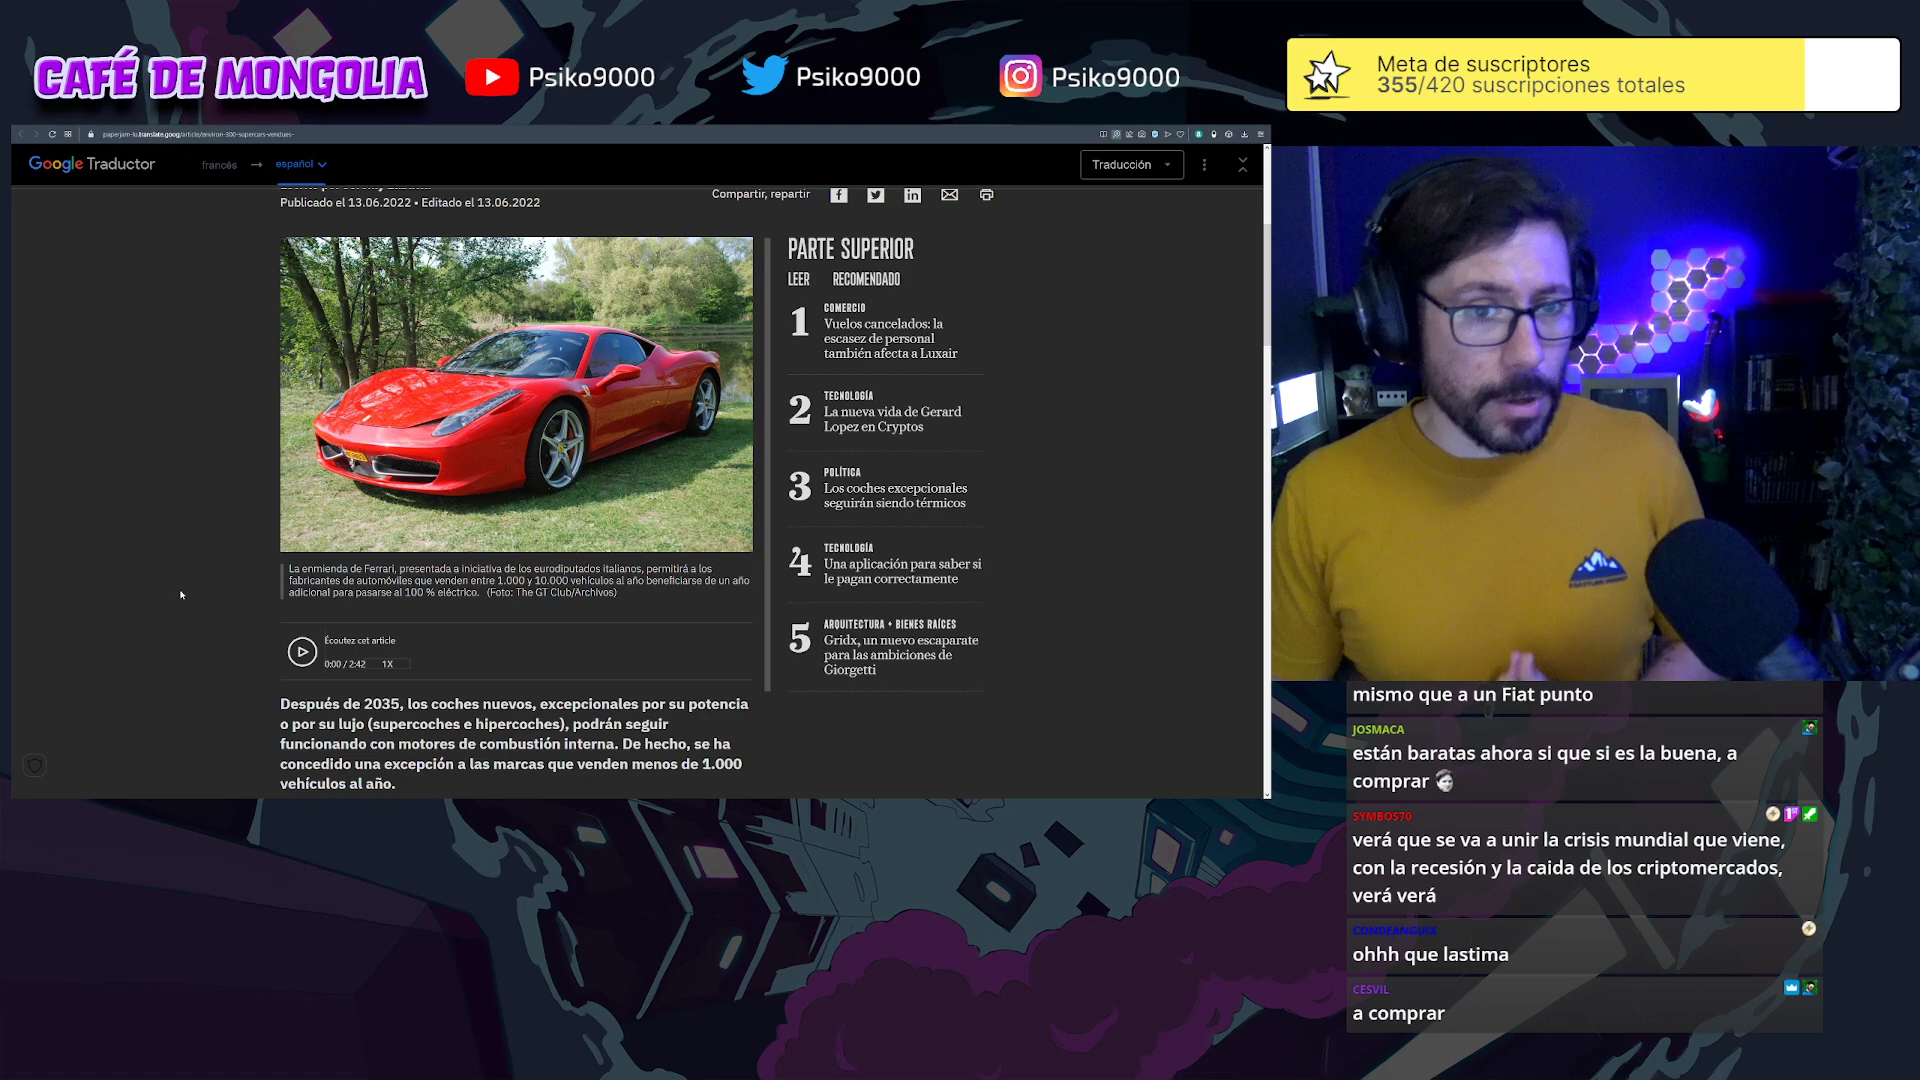 CAFÉ DE MONGOLIA
Psiko9000
Psiko9000
Psiko9000
Meta de suscriptores
355/420 suscripciones totales
paperjam-lu.translate.goog/article/environ-300-supercars-vendues-
Google Traductor
francés → español
Traducción
Publicado el 13.06.2022 • Editado el 13.06.2022
Compartir, repartir
La enmienda de Ferrari, presentada a iniciativa de los eurodiputados italianos, permitirá a los
fabricantes de automóviles que venden entre 1.000 y 10.000 vehículos al año beneficiarse de un año
adicional para pasarse al 100 % eléctrico. (Foto: The GT Club/Archivos)
Écoutez cet article
0:00 / 2:42 1X
Después de 2035, los coches nuevos, excepcionales por su potencia
o por su lujo (supercoches e hipercoches), podrán seguir
funcionando con motores de combustión interna. De hecho, se ha
concedido una excepción a las marcas que venden menos de 1.000
vehículos al año.
PARTE SUPERIOR
LEER RECOMENDADO
1
COMERCIO
Vuelos cancelados: la
escasez de personal
también afecta a Luxair
2
TECNOLOGÍA
La nueva vida de Gerard
Lopez en Cryptos
3
POLÍTICA
Los coches excepcionales
seguirán siendo térmicos
4
TECNOLOGÍA
Una aplicación para saber si
le pagan correctamente
5
ARQUITECTURA + BIENES RAÍCES
Gridx, un nuevo escaparate
para las ambiciones de
Giorgetti
mismo que a un Fiat punto
JOSMACA
están baratas ahora si que si es la buena, a
comprar
SYMBOS70
verá que se va a unir la crisis mundial que viene,
con la recesión y la caida de los criptomercados,
verá verá
CONDEANGUIX
ohhh que lastima
CESVIL
a comprar